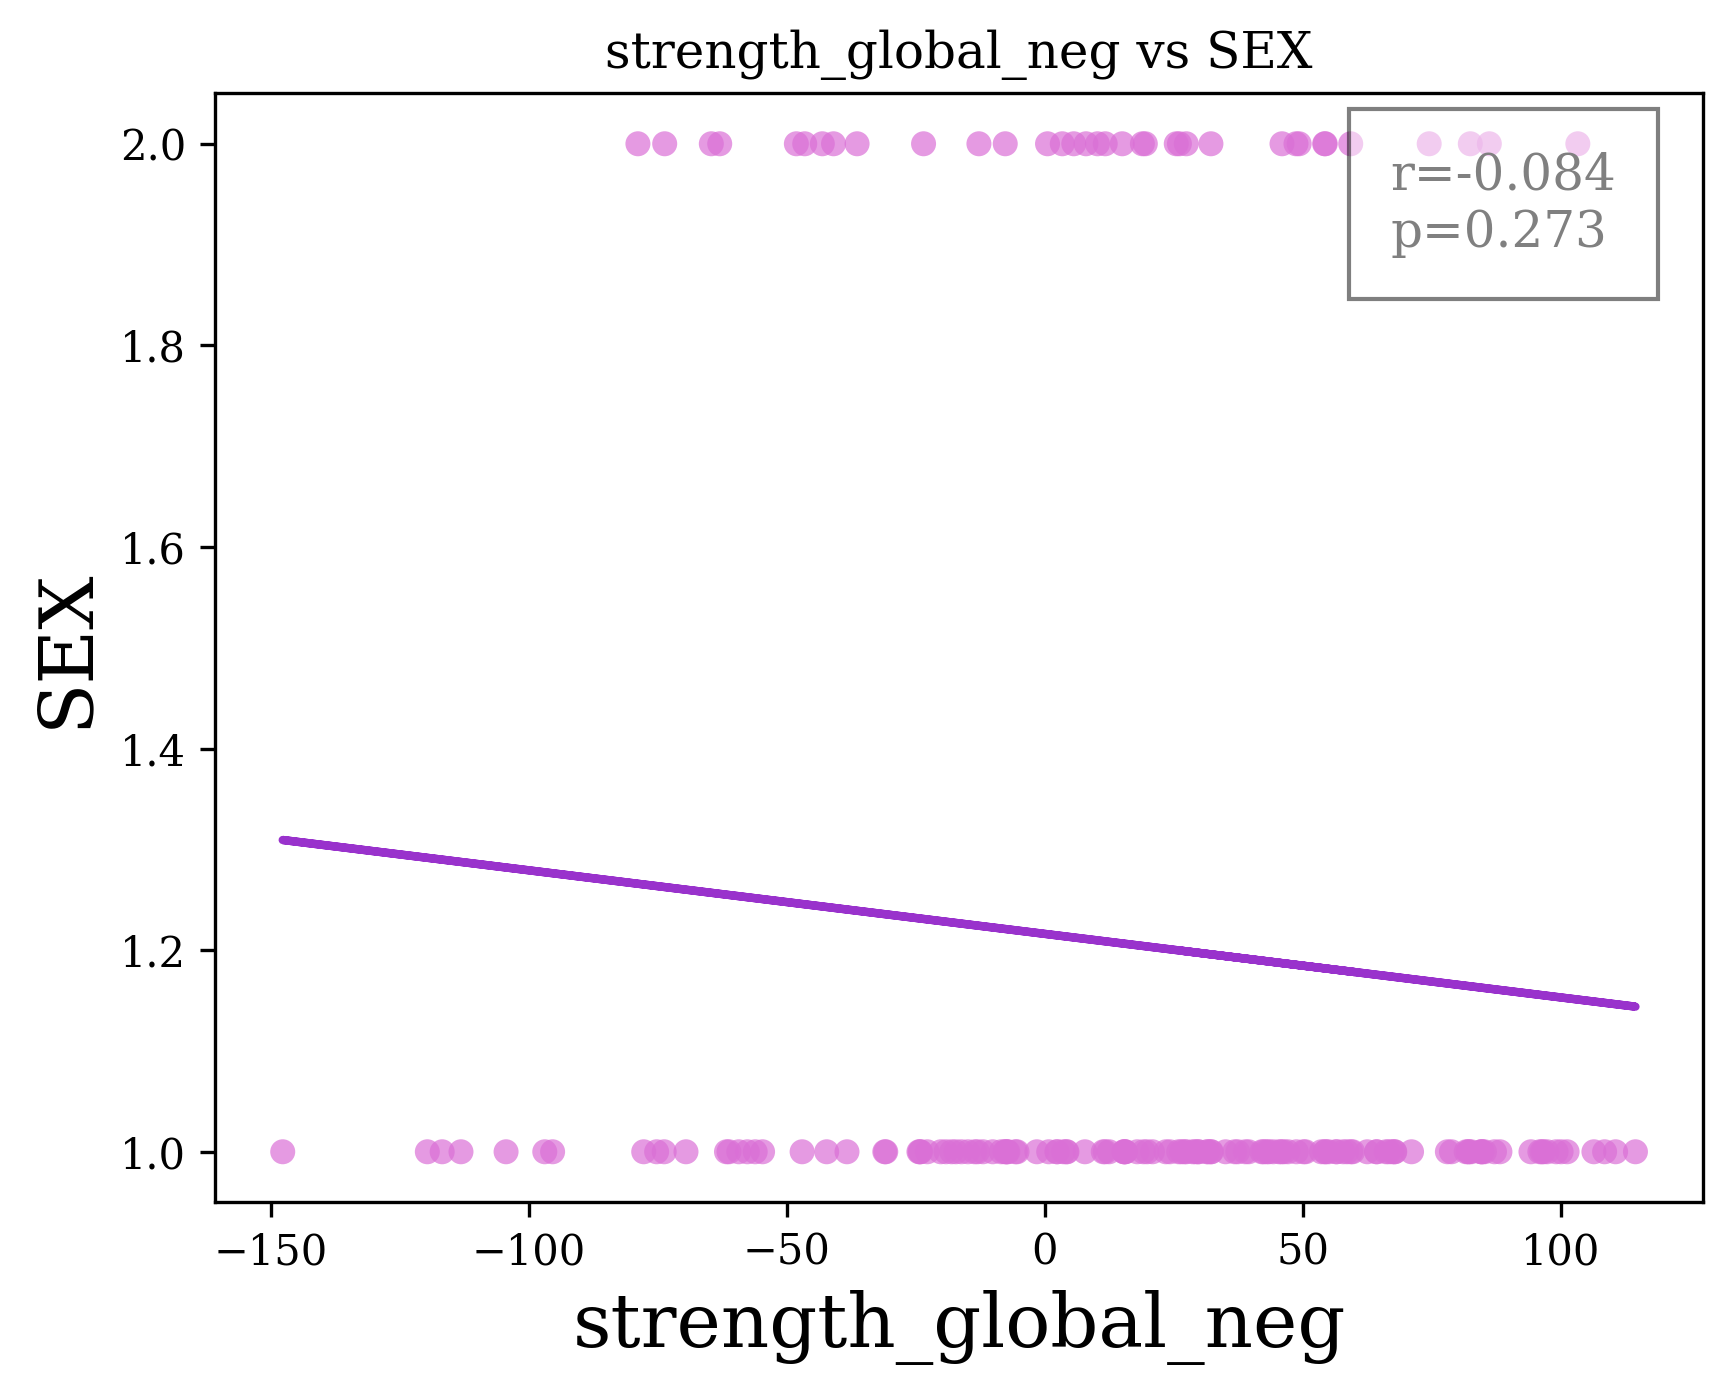 strength_global_neg vs SEX
r=-0.084
p=0.273
SEX
2.0
1.8
1.6
1.4
1.2
1.0
−150
−100
−50
0
50
100
strength_global_neg